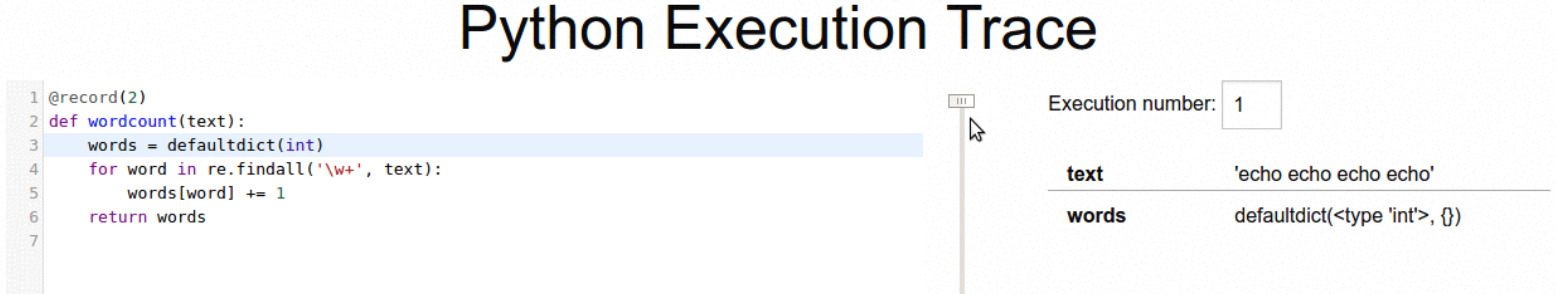 Python Execution Trace
1 @record(2)
2 def wordcount(text):
3     words = defaultdict(int)
4     for word in re.findall('\w+', text):
5         words[word] += 1
6     return words
7
Execution number: 1
text 'echo echo echo echo'
words defaultdict(<type 'int'>, {})